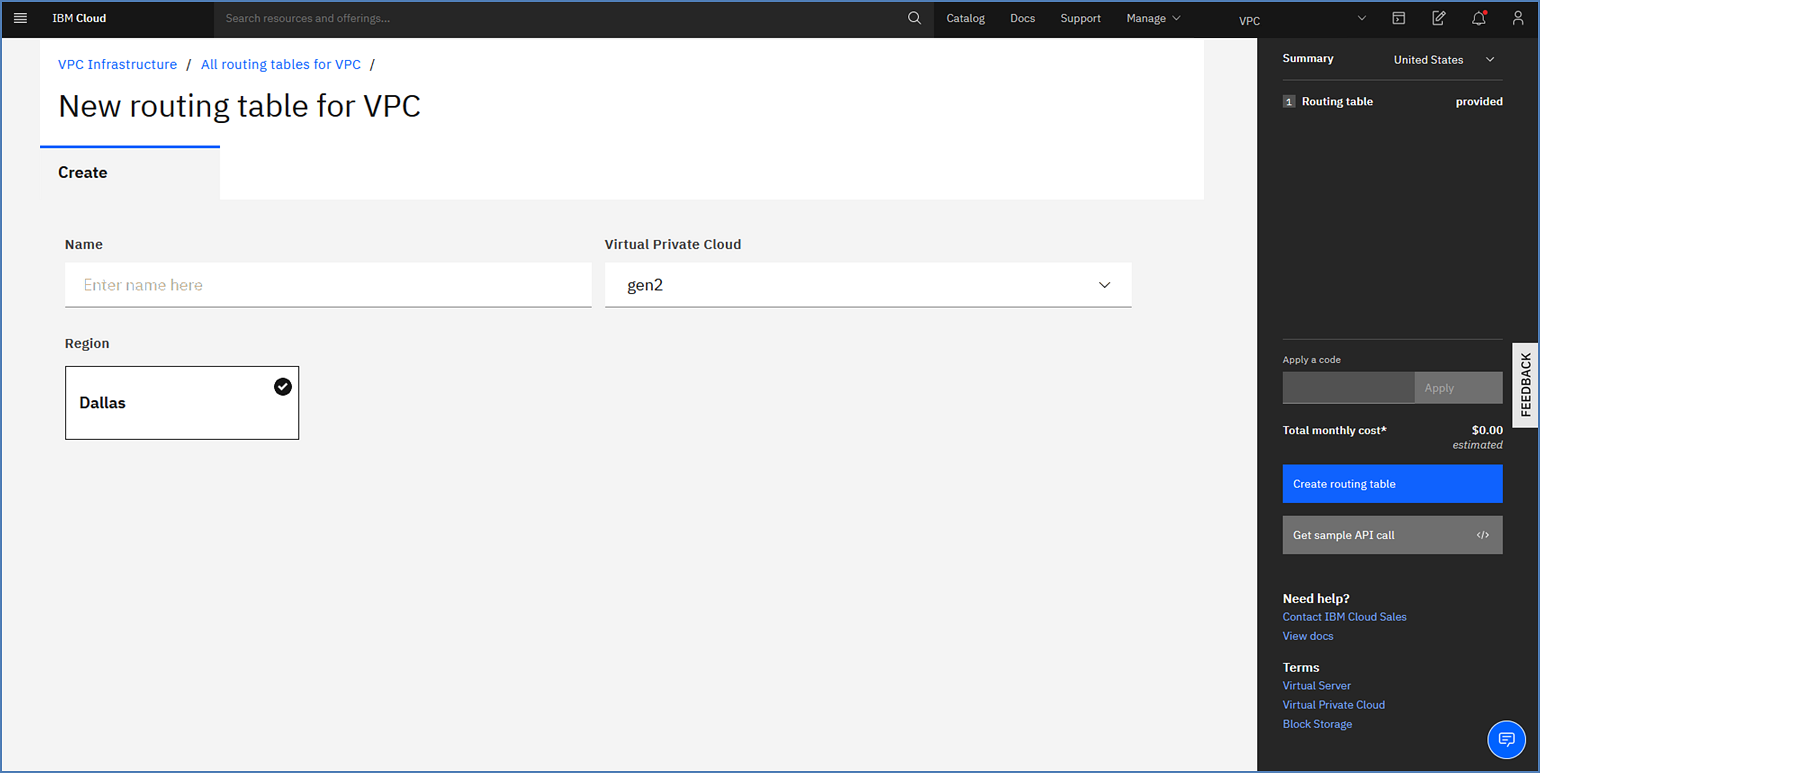 IBM Cloud
Search resources and offerings...
Catalog
Docs
Support
Manage
VPC
VPC Infrastructure / All routing tables for VPC /
New routing table for VPC
Create
Name
Enter name here
Virtual Private Cloud
gen2
Region
Dallas
Summary
United States
1 Routing table provided
Apply a code
Apply
Total monthly cost* $0.00
estimated
Create routing table
Get sample API call </>
Need help?
Contact IBM Cloud Sales
View docs
Terms
Virtual Server
Virtual Private Cloud
Block Storage
FEEDBACK